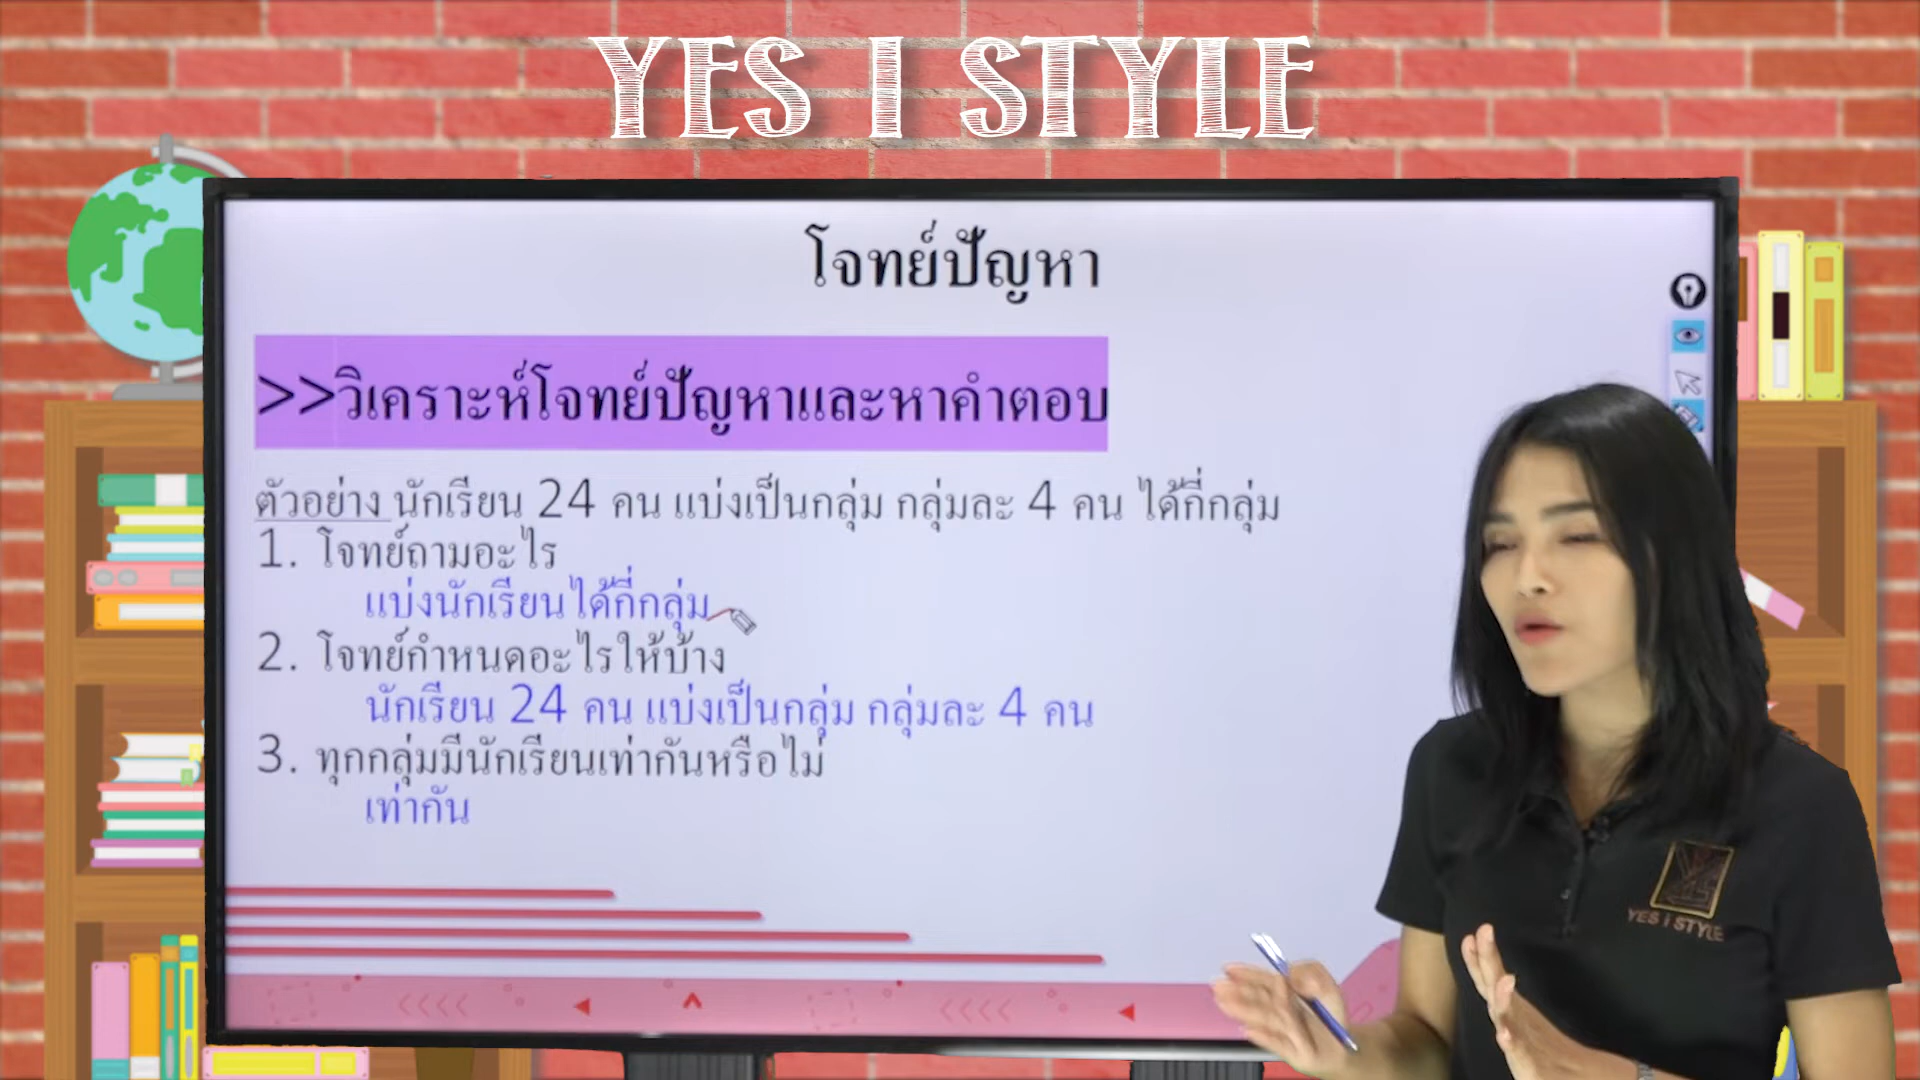 YES I STYLE
โจทย์ปัญหา
>>วิเคราะห์โจทย์ปัญหาและหาคำตอบ
ตัวอย่าง นักเรียน 24 คน แบ่งเป็นกลุ่ม กลุ่มละ 4 คน ได้กี่กลุ่ม
1. โจทย์ถามอะไร
แบ่งนักเรียนได้กี่กลุ่ม
2. โจทย์กำหนดอะไรให้บ้าง
นักเรียน 24 คน แบ่งเป็นกลุ่ม กลุ่มละ 4 คน
3. ทุกกลุ่มมีนักเรียนเท่ากันหรือไม่
เท่ากัน
YES I STYLE